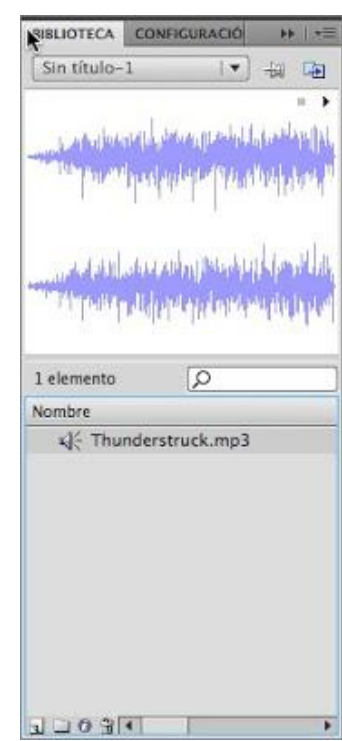 BIBLIOTECA CONFIGURACIÓ
Sin título-1
1 elemento
Nombre
Thunderstruck.mp3